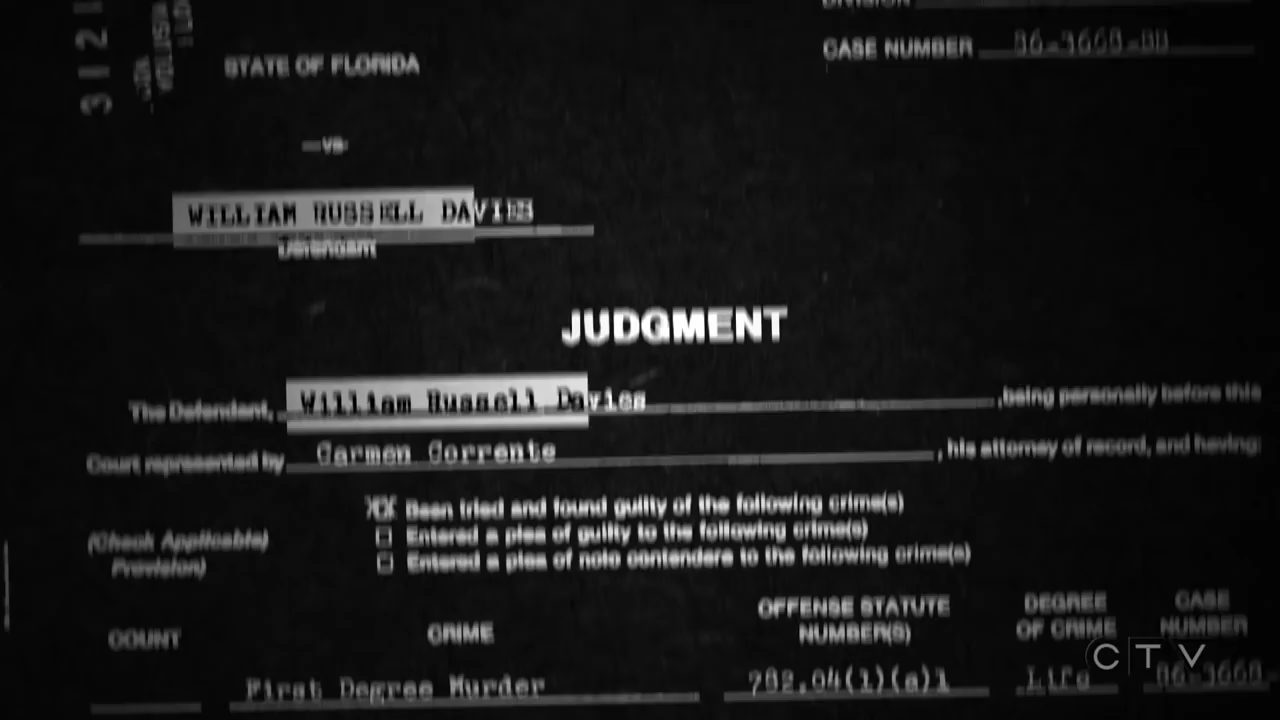 312
DIVISION
CASE NUMBER 86-3668-BB
STATE OF FLORIDA
—vs—
WILLIAM RUSSELL DAVIES
Defendant
JUDGMENT
The Defendant, William Russell Davies ,being personally before this
Court represented by Carmen Corrente , his attorney of record, and having:
XX Been tried and found guilty of the following crime(s)
(Check Applicable Provision)
☐ Entered a plea of guilty to the following crime(s)
☐ Entered a plea of nolo contendere to the following crime(s)
COUNT CRIME OFFENSE STATUTE NUMBER(S) DEGREE OF CRIME CASE NUMBER
First Degree Murder 782.04(1)(a)1 Life 86-3668-
CTV